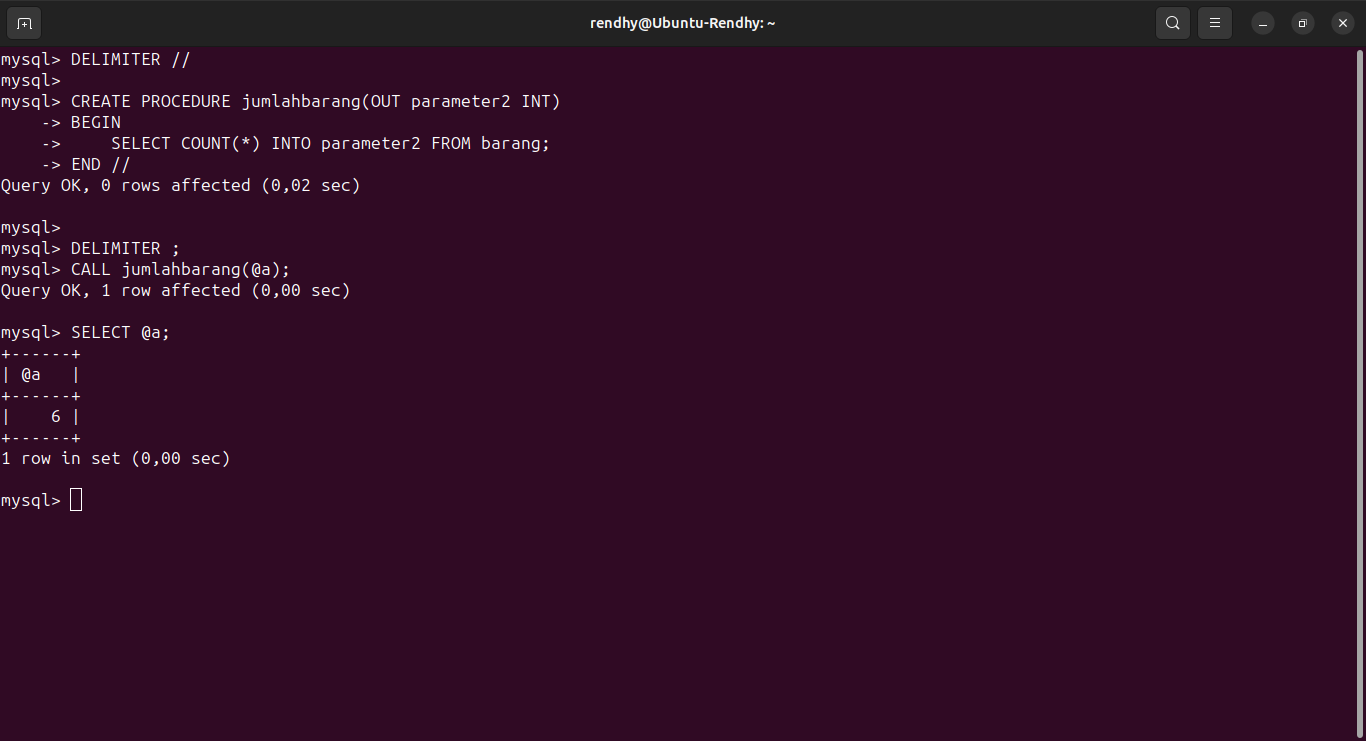 rendhy@Ubuntu-Rendhy: ~
mysql> DELIMITER //
mysql>
mysql> CREATE PROCEDURE jumlahbarang(OUT parameter2 INT)
    -> BEGIN
    ->     SELECT COUNT(*) INTO parameter2 FROM barang;
    -> END //
Query OK, 0 rows affected (0,02 sec)

mysql>
mysql> DELIMITER ;
mysql> CALL jumlahbarang(@a);
Query OK, 1 row affected (0,00 sec)

mysql> SELECT @a;
+------+
| @a   |
+------+
|    6 |
+------+
1 row in set (0,00 sec)

mysql>